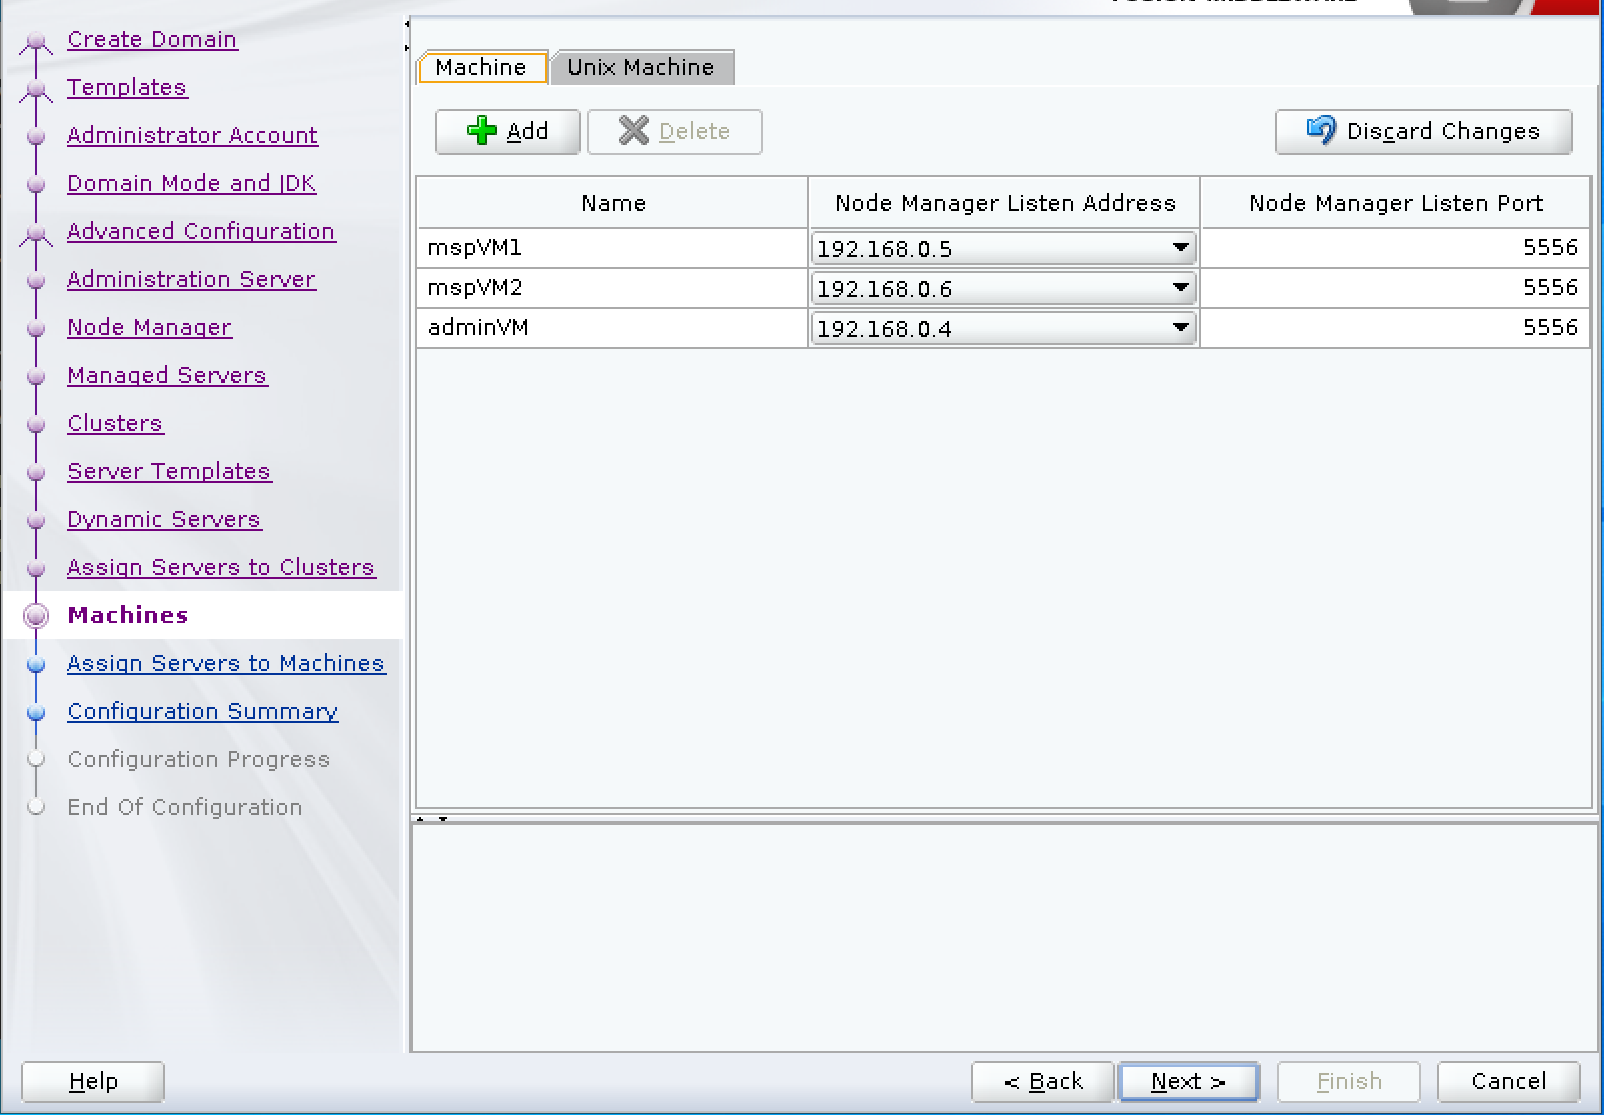 Create Domain
Templates
Administrator Account
Domain Mode and JDK
Advanced Configuration
Administration Server
Node Manager
Managed Servers
Clusters
Server Templates
Dynamic Servers
Assign Servers to Clusters
Machines
Assign Servers to Machines
Configuration Summary
Configuration Progress
End Of Configuration
Machine Unix Machine
Add Delete Discard Changes
Name Node Manager Listen Address Node Manager Listen Port
mspVM1 192.168.0.5 5556
mspVM2 192.168.0.6 5556
adminVM 192.168.0.4 5556
Help < Back Next > Finish Cancel